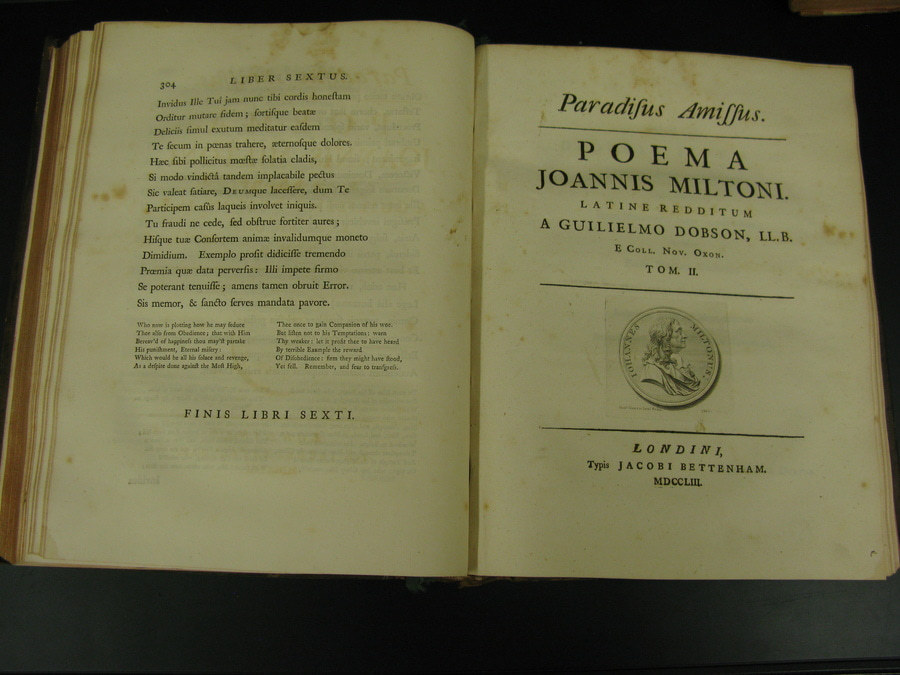 304 LIBER SEXTUS.
Invidus Ille Tui jam nunc tibi cordis honeſtam
Orditur mutare fidem; fortiſque beatæ
Deliciis ſimul exutum meditatur eaſdem
Te ſecum in pœnas trahere, æternoſque dolores.
Hæc ſibi pollicitus mœſtæ ſolatia cladis,
Si modo vindictâ tandem implacabile pectus
Sic valeat ſatiare, DEUMque laceſſere, dum Te
Participem caſûs laqueis involvet iniquis.
Tu fraudi ne cede, ſed obſtrue fortiter aures;
Hiſque tuæ Conſortem animæ invalidumque moneto
Dimidium. Exemplo profit didiciſſe tremendo
Præmia quæ data perverſis: Illi impete firmo
Se poterant tenuiſſe; amens tamen obruit Error.
Sis memor, & ſancto ſerves mandata pavore.
Who now is plotting how he may ſeduce
Thee alſo from Obedience; that with Him
Bereav'd of happineſs thou may'ſt partake
His puniſhment, Eternal miſery:
Which would be all his ſolace and revenge,
As a deſpite done againſt the Moſt High,
Thee once to gain Companion of his woe.
But liſten not to his Temptations: warn
Thy weaker: let it profit thee to have heard
By terrible Example the reward
Of Diſobedience: firm they might have ſtood,
Yet fell. Remember, and fear to tranſgreſs.
FINIS LIBRI SEXTI.
Paradiſus Amiſſus.
POEMA
JOANNIS MILTONI.
LATINE REDDITUM
A GUILIELMO DOBSON, LL.B.
E COLL. NOV. OXON.
TOM. II.
IOHANNES MILTONUS.
LONDINI,
Typis JACOBI BETTENHAM.
MDCCLIII.